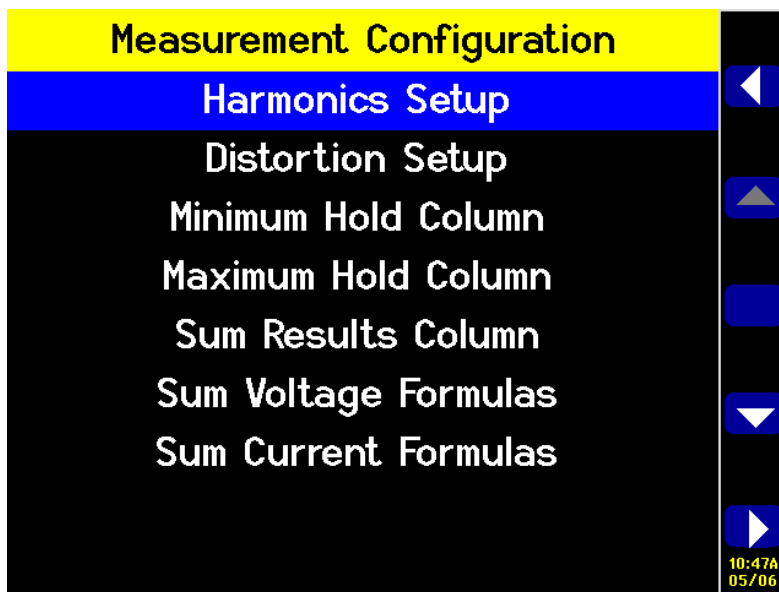 Measurement Configuration
Harmonics Setup
Distortion Setup
Minimum Hold Column
Maximum Hold Column
Sum Results Column
Sum Voltage Formulas
Sum Current Formulas
10:47A
05/06